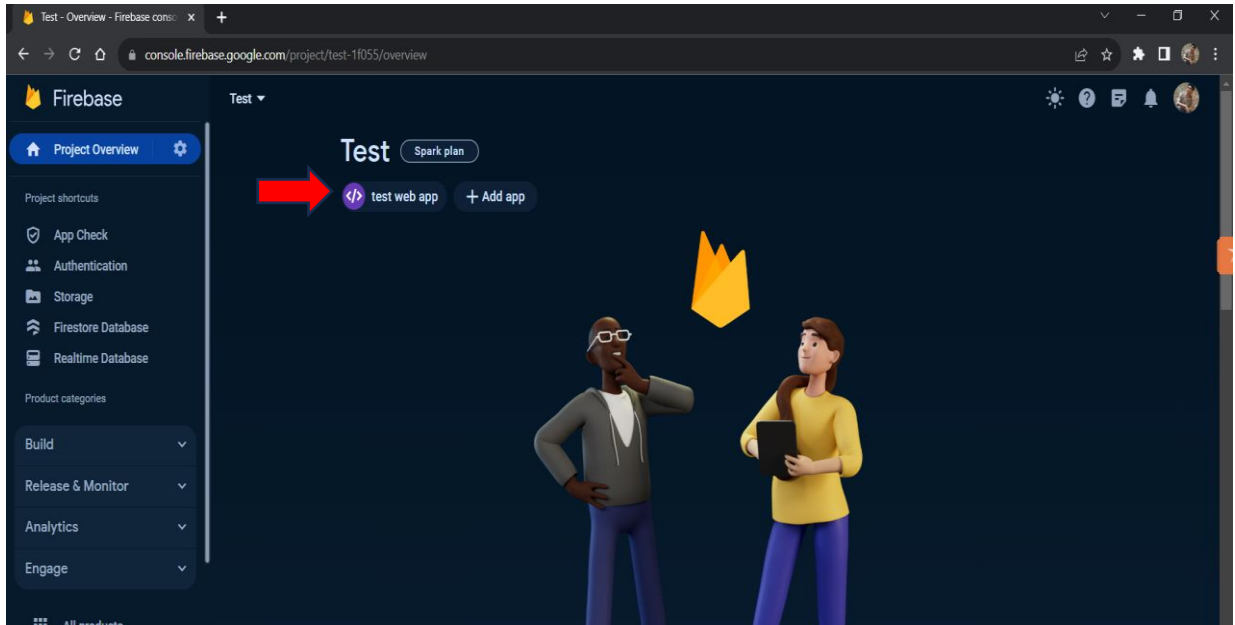 Test - Overview - Firebase conso
console.firebase.google.com/project/test-1f055/overview
Firebase
Test
Project Overview
Test
Spark plan
test web app
+ Add app
Project shortcuts
App Check
Authentication
Storage
Firestore Database
Realtime Database
Product categories
Build
Release & Monitor
Analytics
Engage
All products